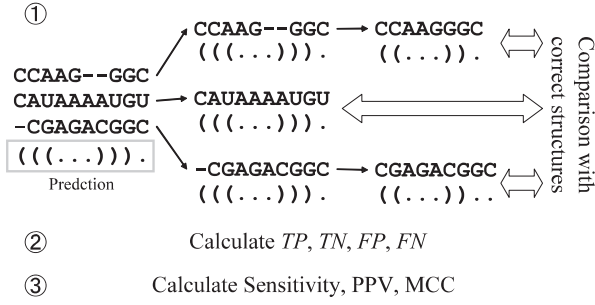 ①
CCAAG--GGC
(((...))).
CCAAGGGC
((...)).
CCAAG--GGC
CAUAAAAUGU
-CGAGACGGC
(((...))).
Predction
CAUAAAAUGU
(((...))).
-CGAGACGGC
(((...))).
CGAGACGGC
((...))..
Comparison with
correct structures
② Calculate TP, TN, FP, FN
③ Calculate Sensitivity, PPV, MCC